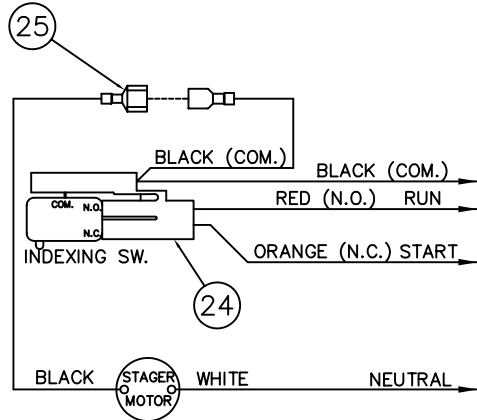 25
BLACK (COM.)
BLACK (COM.)
RED (N.O.) RUN
COM.
N.O.
N.C.
ORANGE (N.C.) START
INDEXING SW.
24
BLACK
STAGER
MOTOR
WHITE
NEUTRAL